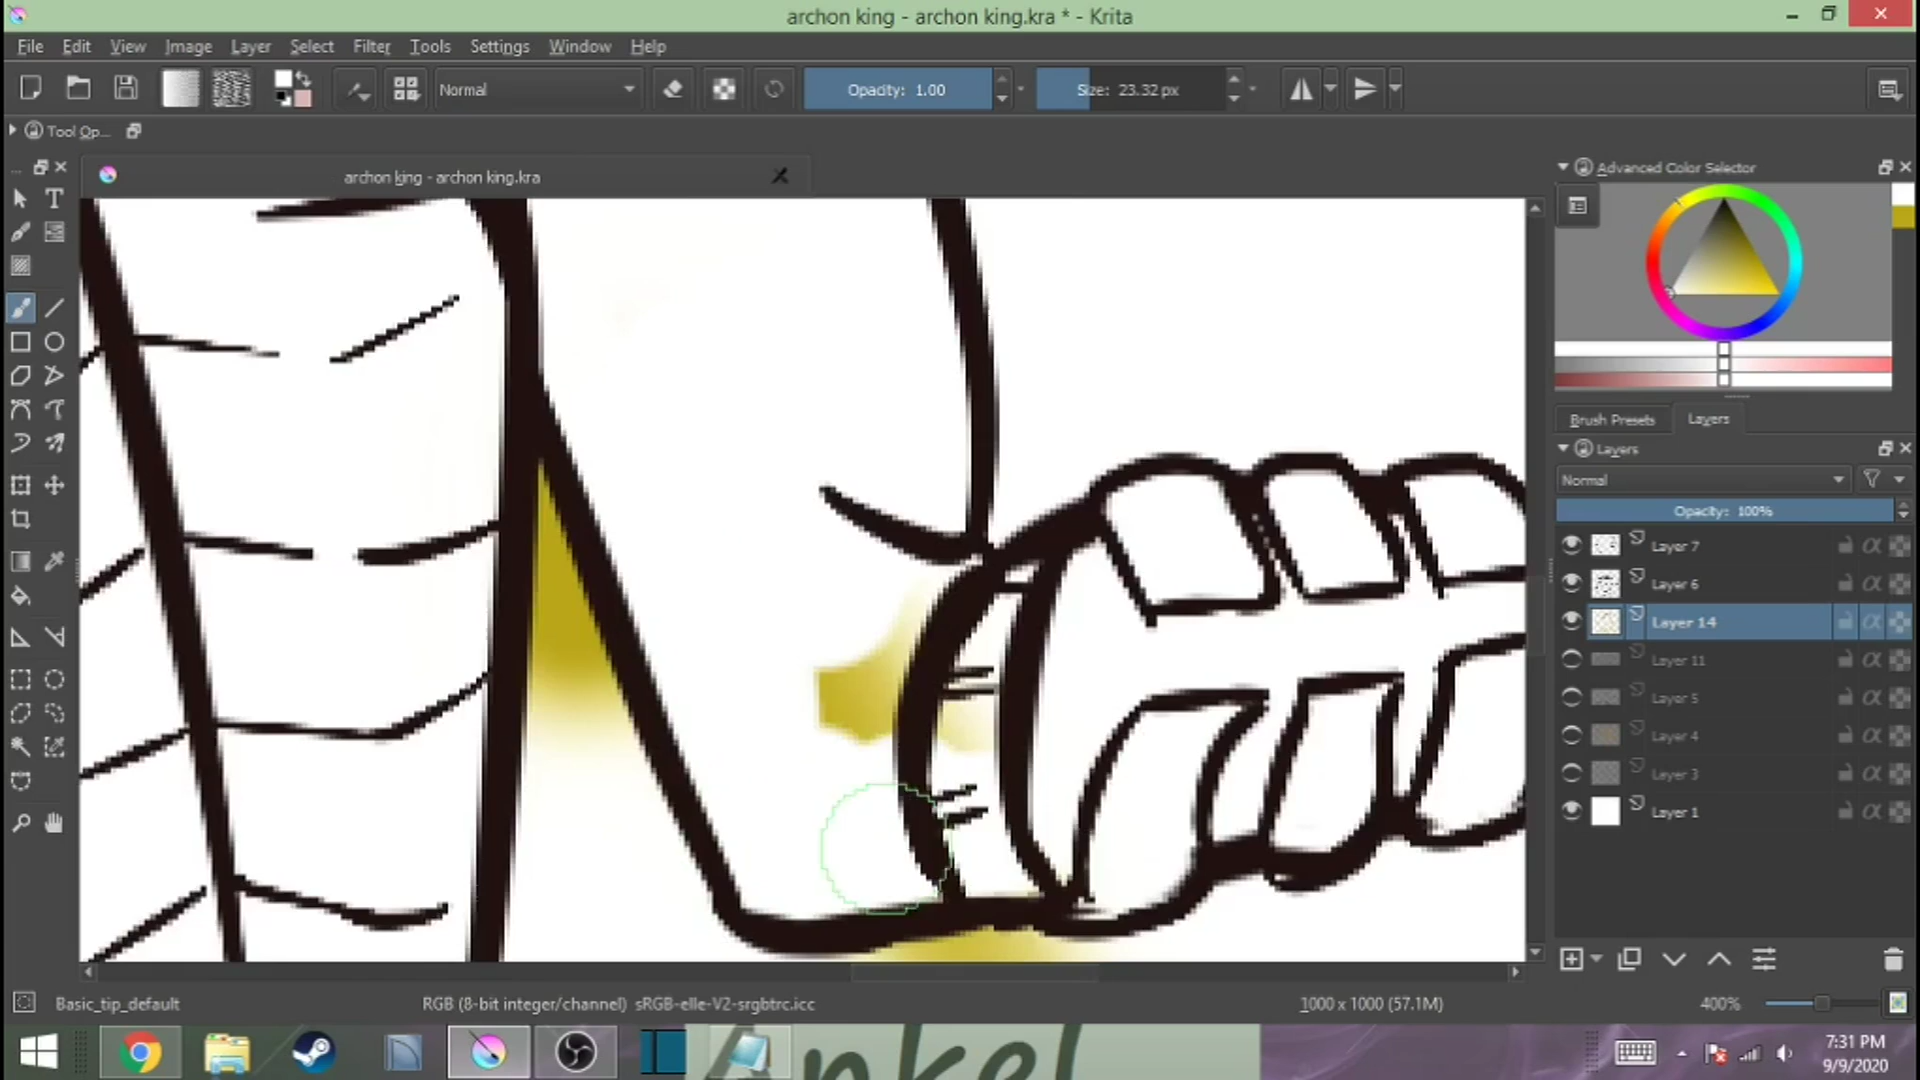 archon king - archon king.kra * - Krita
File Edit View Image Layer Select Filter Tools Settings Window Help
Normal Opacity: 1.00 Size: 23.32 px
Tool Op...
archon king - archon king.kra
Advanced Color Selector
Brush Presets Layers
Layers
Normal
Opacity: 100%
Layer 7
Layer 6
Layer 14
Layer 11
Layer 5
Layer 4
Layer 3
Layer 1
Basic_tip_default RGB (8-bit integer/channel) sRGB-elle-V2-srgbtrc.icc 1000 x 1000 (57.1M) 400%
7:31 PM
9/9/2020